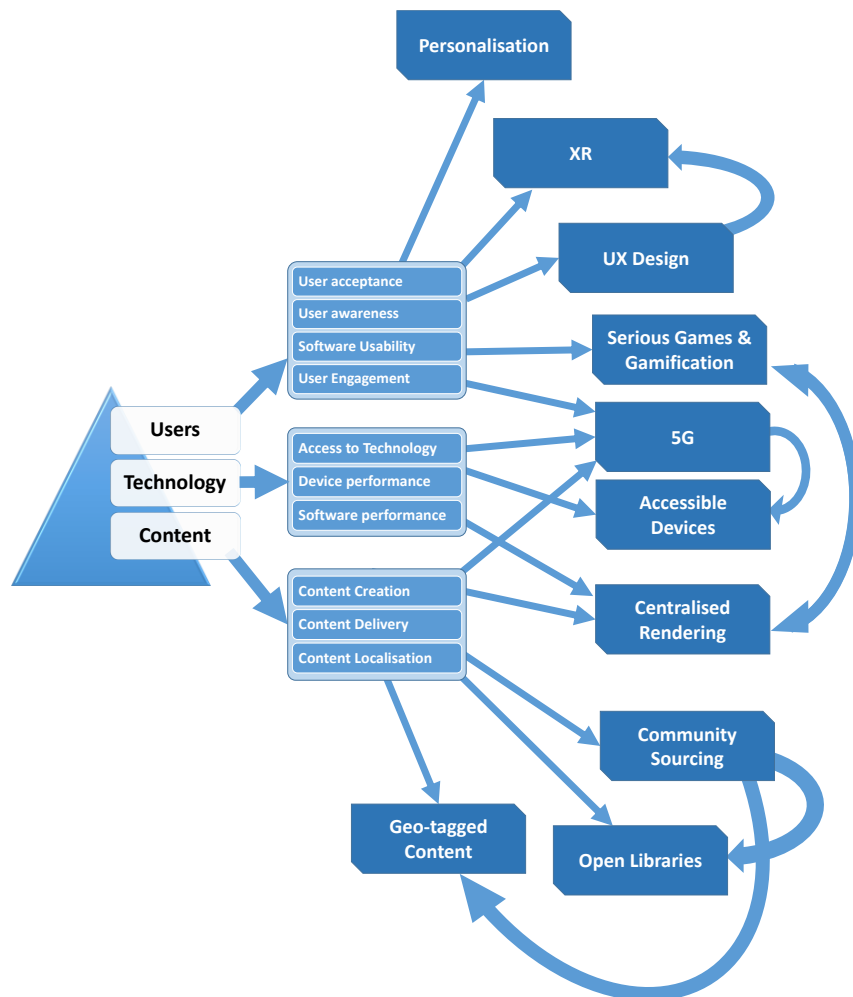 Personalisation
XR
UX Design
User acceptance
User awareness
Software Usability
User Engagement
Serious Games &
Gamification
Users
Technology
Content
Access to Technology
Device performance
Software performance
5G
Accessible
Devices
Content Creation
Content Delivery
Content Localisation
Centralised
Rendering
Community
Sourcing
Geo-tagged
Content
Open Libraries